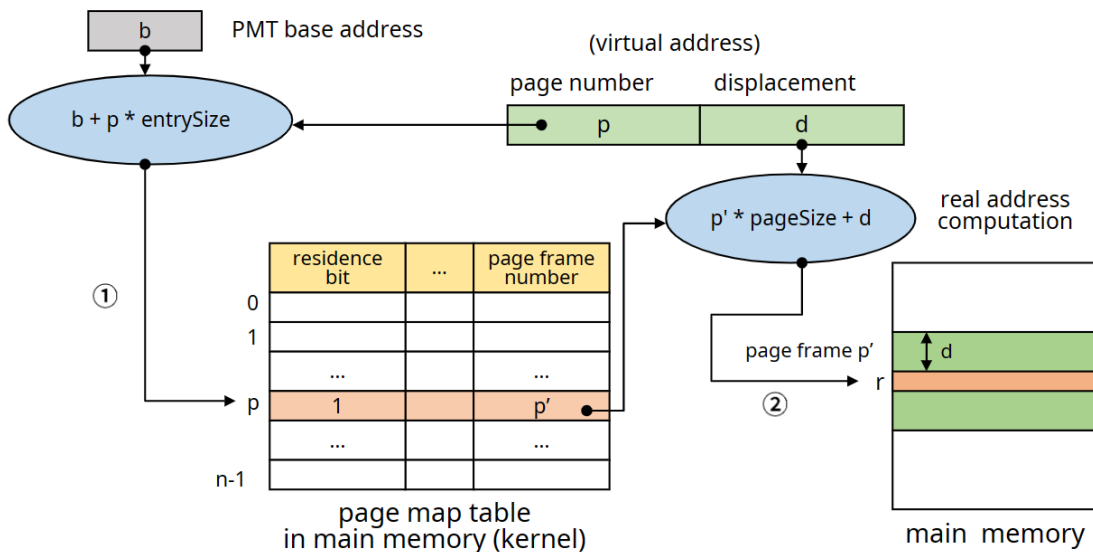 b
PMT base address
(virtual address)
page number
displacement
b + p * entrySize
p
d
p' * pageSize + d
real address
computation
residence
bit
...
page frame
number
①
0
1
...
...
p
1
p’
...
...
n-1
page frame p’
d
r
②
page map table
in main memory (kernel)
main memory